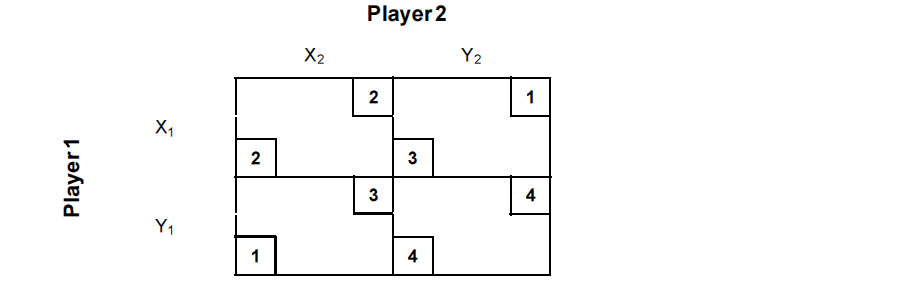 Player 2
X₂ Y₂
2 1
X₁
2 3
Player 1
3 4
Y₁
1 4